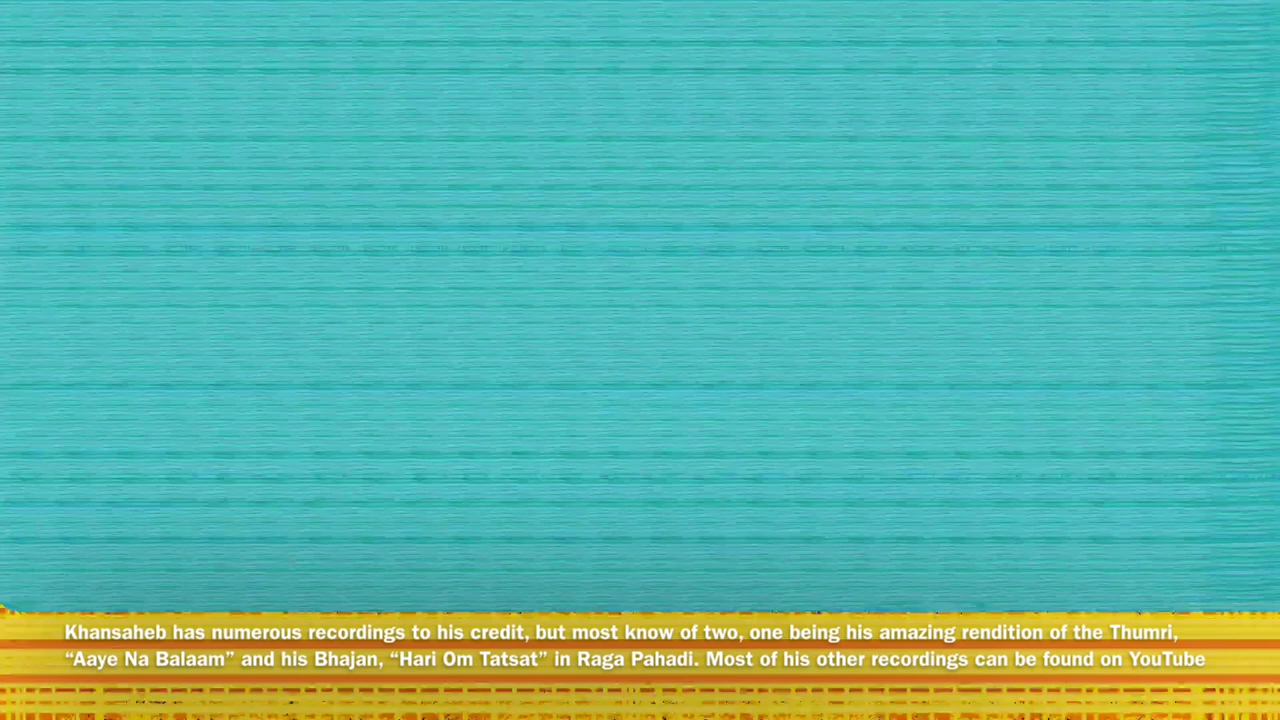 Khansaheb has numerous recordings to his credit, but most know of two, one being his amazing rendition of the Thumri,
“Aaye Na Balaam” and his Bhajan, “Hari Om Tatsat” in Raga Pahadi. Most of his other recordings can be found on YouTube